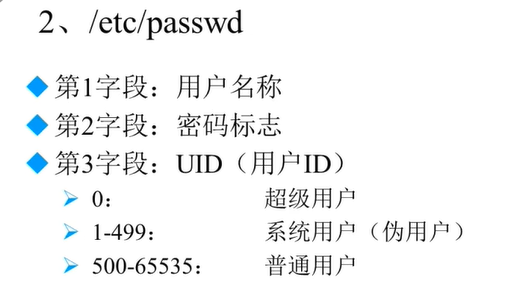 2、/etc/passwd
第1字段：用户名称
第2字段：密码标志
第3字段：UID（用户ID）
0： 超级用户
1-499： 系统用户（伪用户）
500-65535： 普通用户